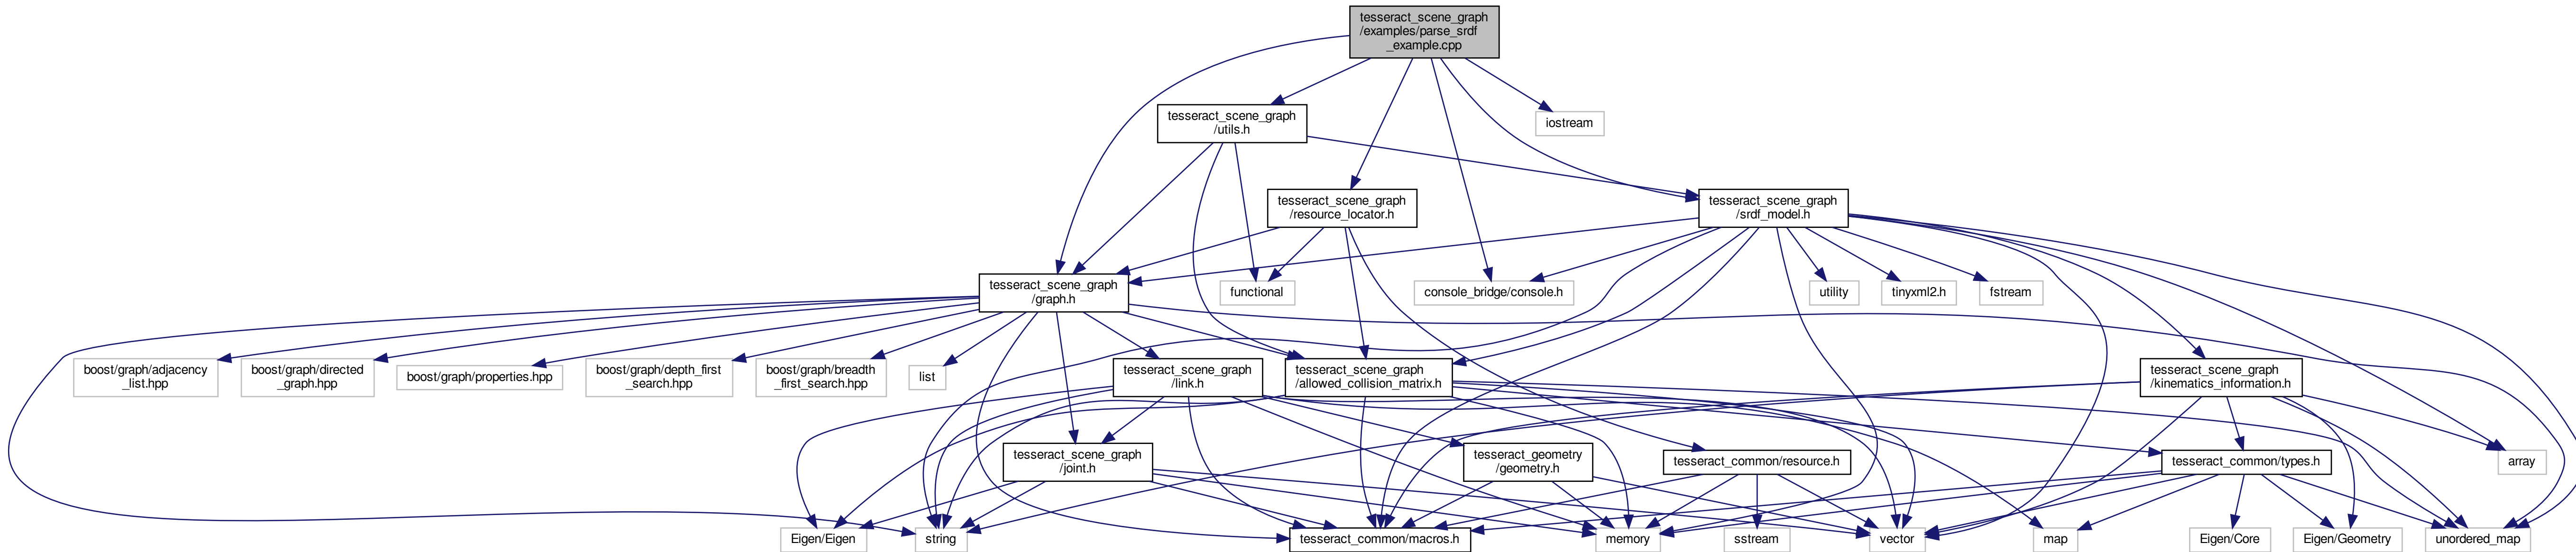 tesseract_scene_graph
/examples/parse_srdf
_example.cpp
tesseract_scene_graph
/utils.h
iostream
tesseract_scene_graph
/resource_locator.h
tesseract_scene_graph
/srdf_model.h
tesseract_scene_graph
/graph.h
functional
console_bridge/console.h
utility
tinyxml2.h
fstream
boost/graph/adjacency
_list.hpp
boost/graph/directed
_graph.hpp
boost/graph/properties.hpp
boost/graph/depth_first
_search.hpp
boost/graph/breadth
_first_search.hpp
list
tesseract_scene_graph
/link.h
tesseract_scene_graph
/allowed_collision_matrix.h
tesseract_scene_graph
/kinematics_information.h
tesseract_scene_graph
/joint.h
tesseract_geometry
/geometry.h
tesseract_common/resource.h
tesseract_common/types.h
array
Eigen/Eigen
string
tesseract_common/macros.h
memory
sstream
vector
map
Eigen/Core
Eigen/Geometry
unordered_map